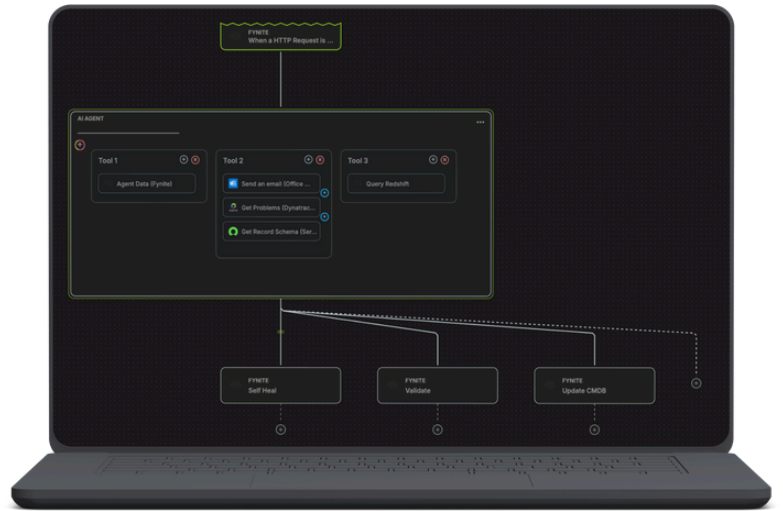 FYNITE
When a HTTP Request is ...
AI AGENT
Tool 1
Tool 2
Tool 3
Agent Data (Fynite)
Send an email (Office ...
Query Redshift
Get Problems (Dynatrac...
Get Record Schema (Ser...
FYNITE
Self Heal
FYNITE
Validate
FYNITE
Update CMDB